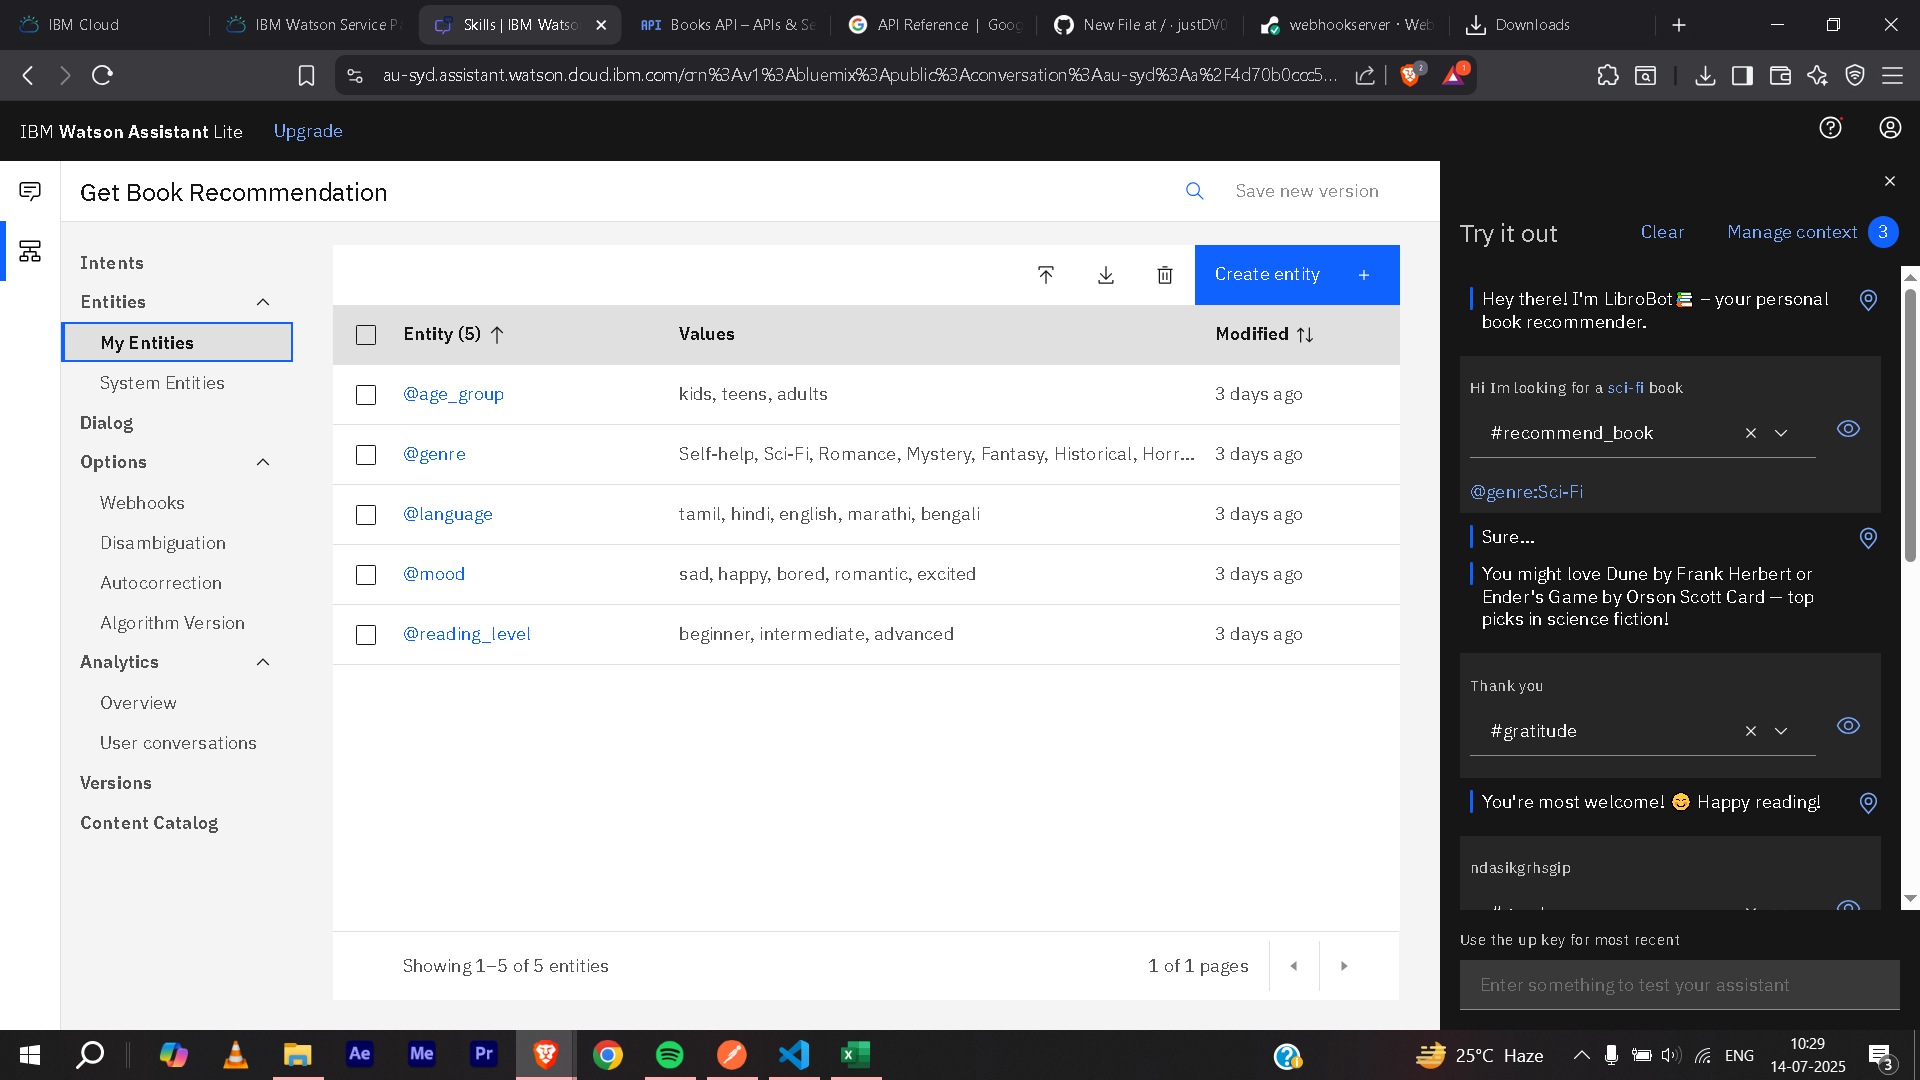 IBM Cloud
IBM Watson Service P
Skills | IBM Watso
API Books API – APIs & Se
API Reference | Goog
New File at / · justDV0
webhookserver · Web
Downloads
au-syd.assistant.watson.cloud.ibm.com/crn%3Av1%3Abluemix%3Apublic%3Aconversation%3Aau-syd%3Aa%2F4d70b0ccc5...
2
1
IBM Watson Assistant Lite
Upgrade
Get Book Recommendation
Save new version
Intents
Entities
My Entities
System Entities
Dialog
Options
Webhooks
Disambiguation
Autocorrection
Algorithm Version
Analytics
Overview
User conversations
Versions
Content Catalog
Create entity +
Entity (5) Values Modified
@age_group kids, teens, adults 3 days ago
@genre Self-help, Sci-Fi, Romance, Mystery, Fantasy, Historical, Horr... 3 days ago
@language tamil, hindi, english, marathi, bengali 3 days ago
@mood sad, happy, bored, romantic, excited 3 days ago
@reading_level beginner, intermediate, advanced 3 days ago
Showing 1–5 of 5 entities
1 of 1 pages
Try it out
Clear
Manage context 3
Hey there! I'm LibroBot📚 – your personal
book recommender.
Hi Im looking for a sci-fi book
#recommend_book
@genre:Sci-Fi
Sure...
You might love Dune by Frank Herbert or
Ender's Game by Orson Scott Card — top
picks in science fiction!
Thank you
#gratitude
You're most welcome! 😊 Happy reading!
ndasikgrhsgip
Use the up key for most recent
Enter something to test your assistant
Ae
Me
Pr
25°C Haze
ENG
10:29
14-07-2025
3